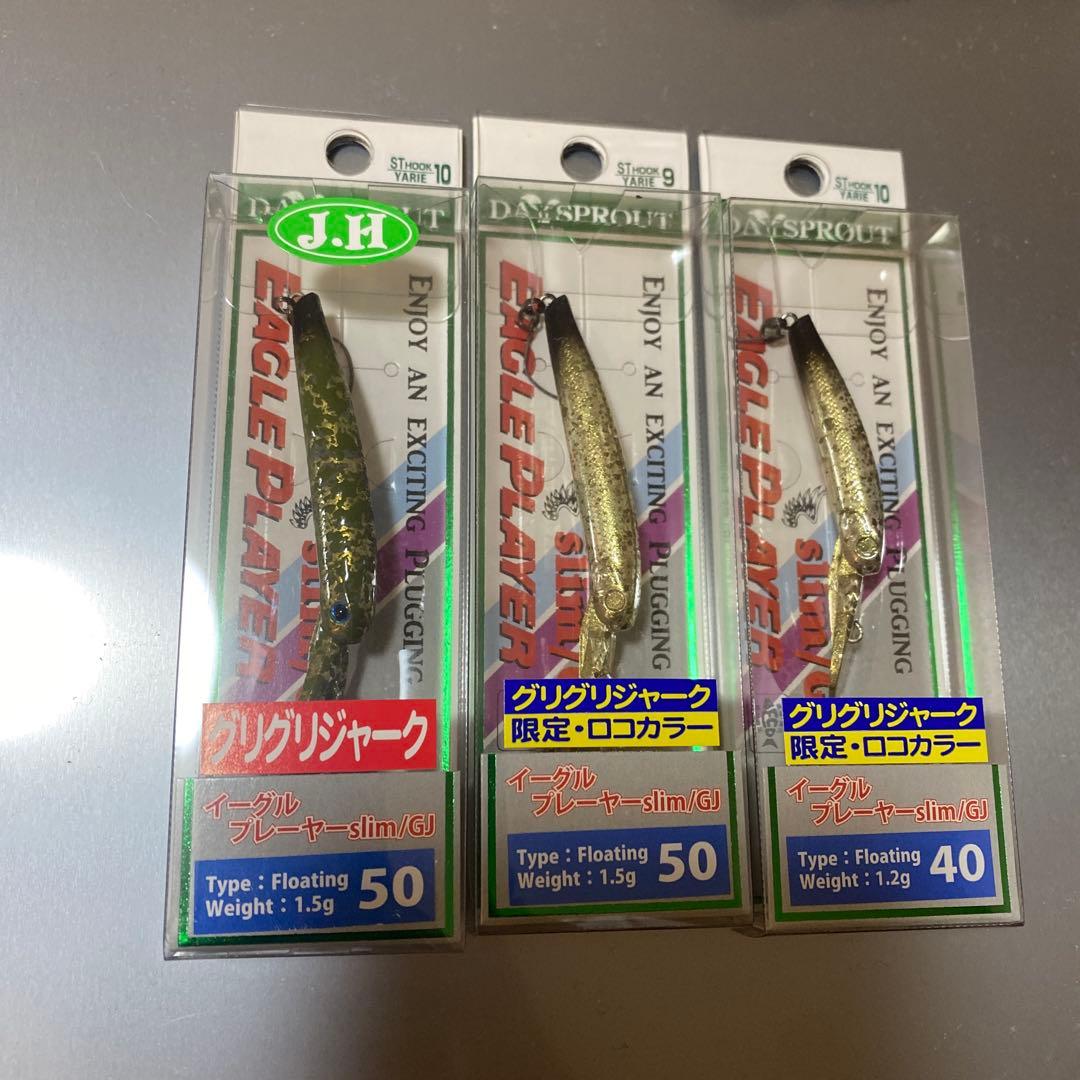 ST HOOK
YARIE 10
DAYSPROUT
J.H
EAGLE PLAYER
slim/
ENJOY AN EXCITING PLUGGING
グリグリジャーク
イーグル
プレーヤーslim/GJ
Type：Floating
Weight：1.5g
50
ST HOOK
YARIE 9
DAYSPROUT
EAGLE PLAYER
slim/
ENJOY AN EXCITING PLUGGING
グリグリジャーク
限定・ロコカラー
イーグル
プレーヤーslim/GJ
Type：Floating
Weight：1.5g
50
ST HOOK
YARIE 10
DAYSPROUT
EAGLE PLAYER
slim/G
ENJOY AN EXCITING PLUGGING
グリグリジャーク
限定・ロコカラー
イーグル
プレーヤーslim/GJ
Type：Floating
Weight：1.2g
40